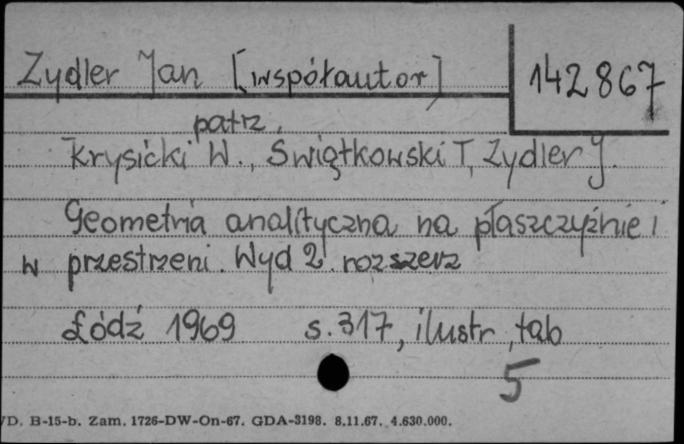 Zydler Jan [współautor]
142867
patrz.
Krysicki W., Świątkowski T, Zydler J.
Geometria analityczna na płaszczyźnie i
w przestrzeni. Wyd 2. rozszerz
Łódź 1969 s. 317, ilustr, tab
5
/D. B-15-b. Zam. 1726-DW-On-67. GDA-3198. 8.11.67. 4.630.000.